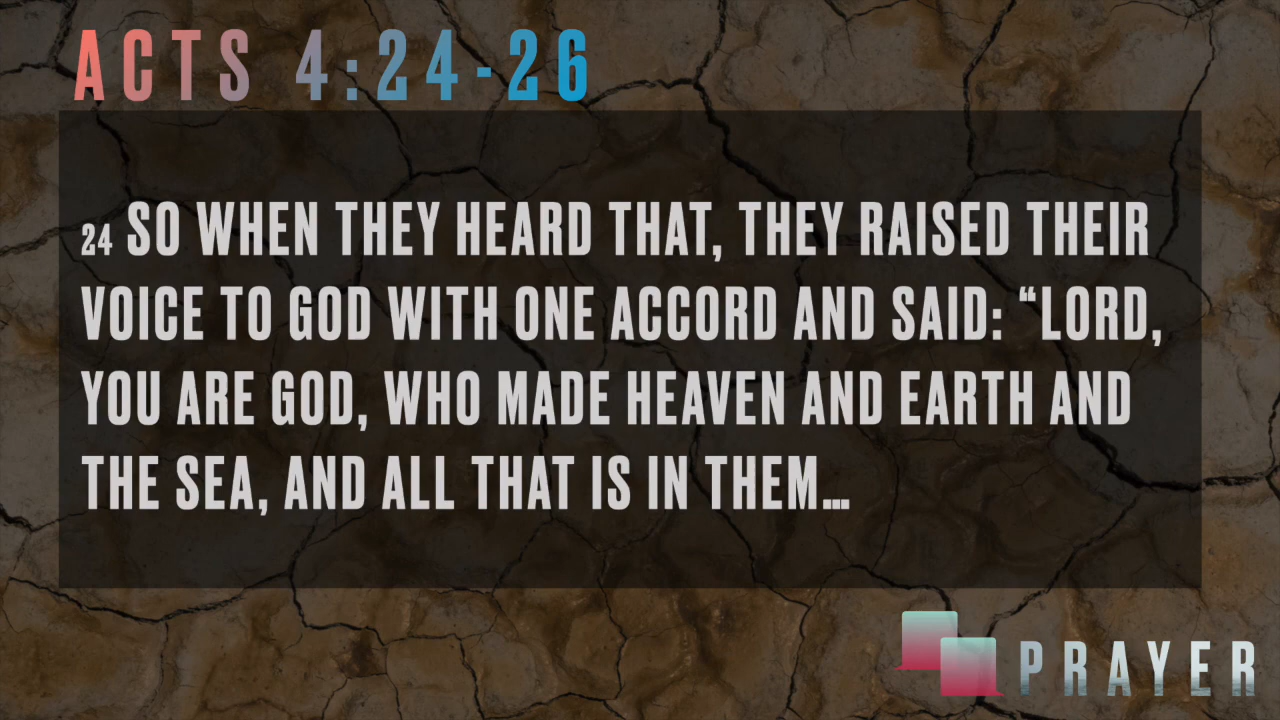 ACTS 4:24-26
24 SO WHEN THEY HEARD THAT, THEY RAISED THEIR
VOICE TO GOD WITH ONE ACCORD AND SAID: “LORD,
YOU ARE GOD, WHO MADE HEAVEN AND EARTH AND
THE SEA, AND ALL THAT IS IN THEM…
PRAYER